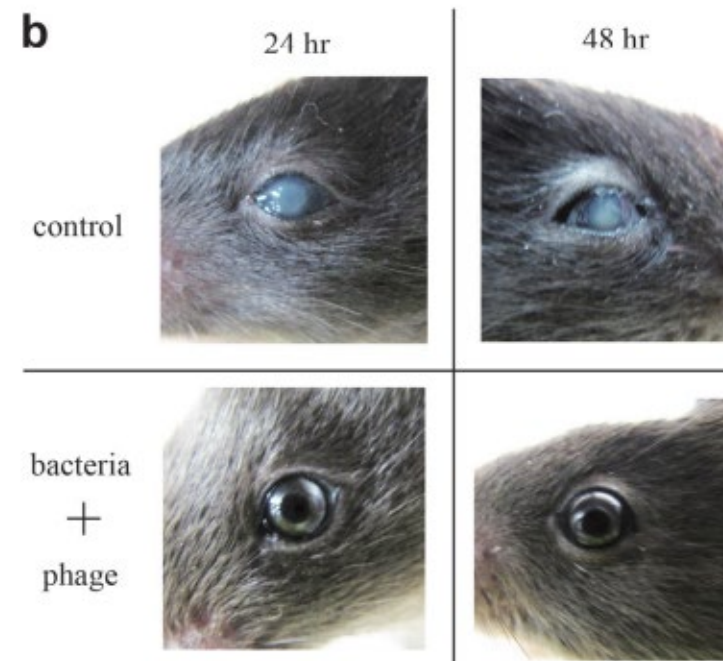 b
24 hr
48 hr
control
bacteria
+
phage